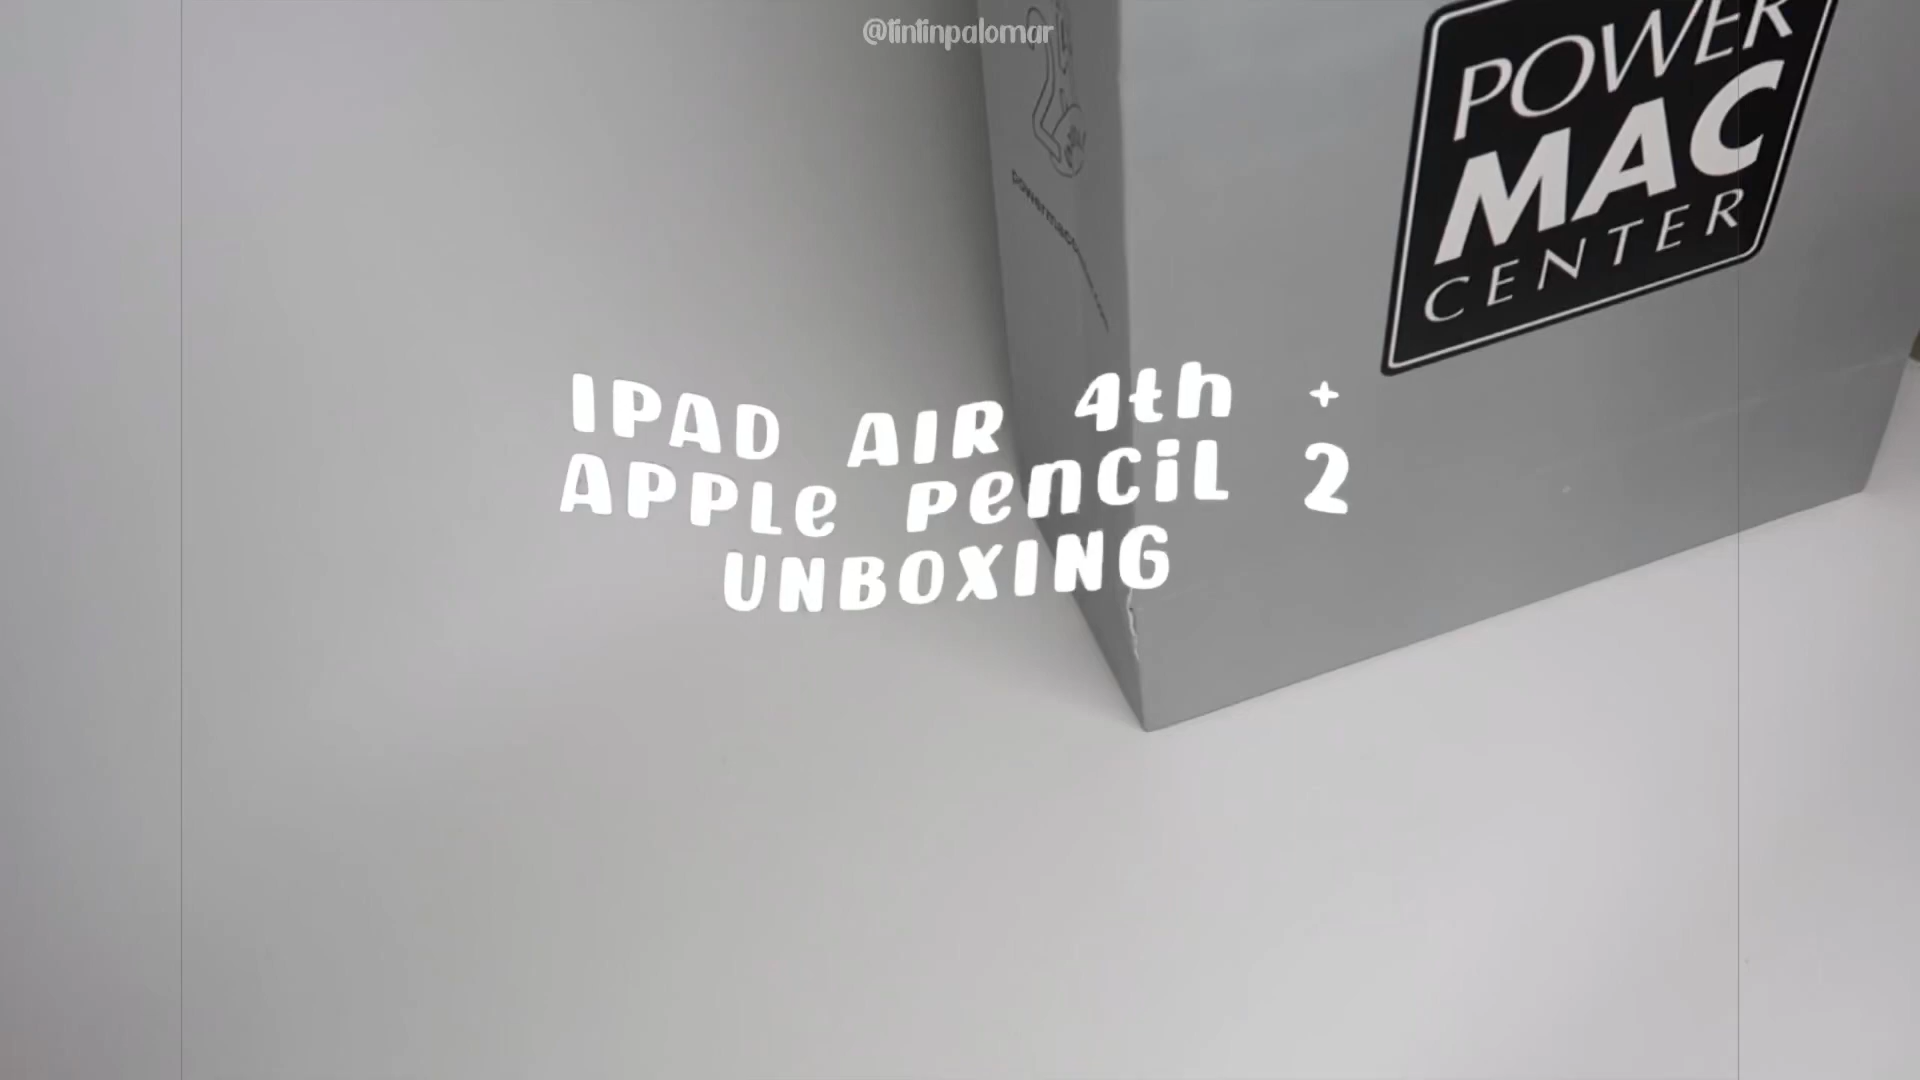 @tintinpalomar
POWER
MAC
CENTER
IPAD AIR 4th +
APPLe PenCiL 2
UNBOXING